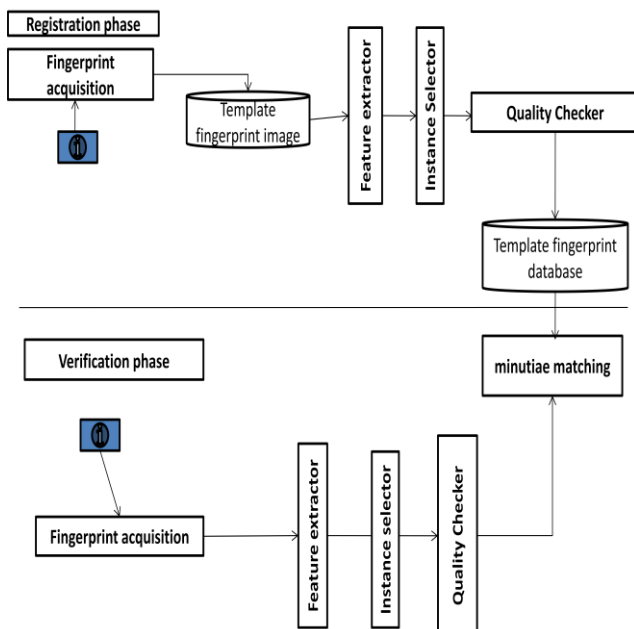 Registration phase
Fingerprint
acquisition
Template
fingerprint image
Feature extractor
Instance Selector
Quality Checker
Template fingerprint
database
Verification phase
minutiae matching
Fingerprint acquisition
Feature extractor
Instance selector
Quality Checker